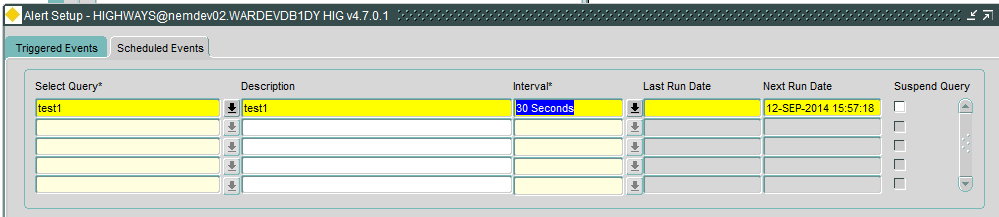 Alert Setup - HIGHWAYS@nemdev02.WARDEVDB1DY HIG v4.7.0.1
Triggered Events Scheduled Events
Select Query* Description Interval* Last Run Date Next Run Date Suspend Query
test1 test1 30 Seconds 12-SEP-2014 15:57:18